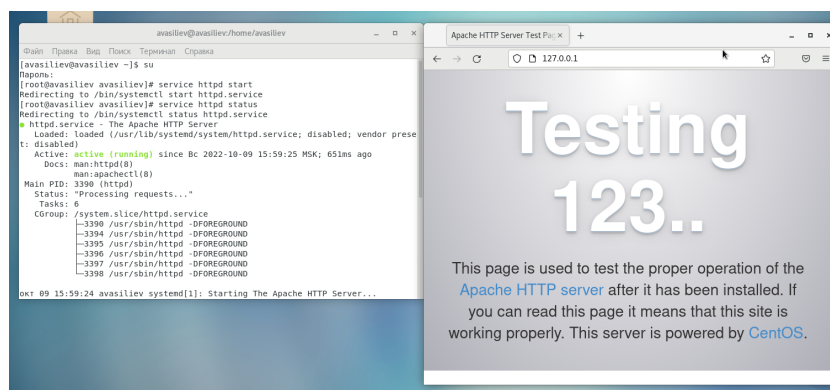 avasiliev@avasiliev:/home/avasiliev
Файл Правка Вид Поиск Терминал Справка
[avasiliev@avasiliev ~]$ su
Пароль:
[root@avasiliev avasiliev]# service httpd start
Redirecting to /bin/systemctl start httpd.service
[root@avasiliev avasiliev]# service httpd status
Redirecting to /bin/systemctl status httpd.service
● httpd.service - The Apache HTTP Server
Loaded: loaded (/usr/lib/systemd/system/httpd.service; disabled; vendor prese
t: disabled)
Active: active (running) since Вс 2022-10-09 15:59:25 MSK; 651ms ago
Docs: man:httpd(8)
man:apachectl(8)
Main PID: 3390 (httpd)
Status: "Processing requests..."
Tasks: 6
CGroup: /system.slice/httpd.service
├─3390 /usr/sbin/httpd -DFOREGROUND
├─3394 /usr/sbin/httpd -DFOREGROUND
├─3395 /usr/sbin/httpd -DFOREGROUND
├─3396 /usr/sbin/httpd -DFOREGROUND
├─3397 /usr/sbin/httpd -DFOREGROUND
└─3398 /usr/sbin/httpd -DFOREGROUND
окт 09 15:59:24 avasiliev systemd[1]: Starting The Apache HTTP Server...
Apache HTTP Server Test Pag
127.0.0.1
Testing
123..
This page is used to test the proper operation of the
Apache HTTP server after it has been installed. If
you can read this page it means that this site is
working properly. This server is powered by CentOS.